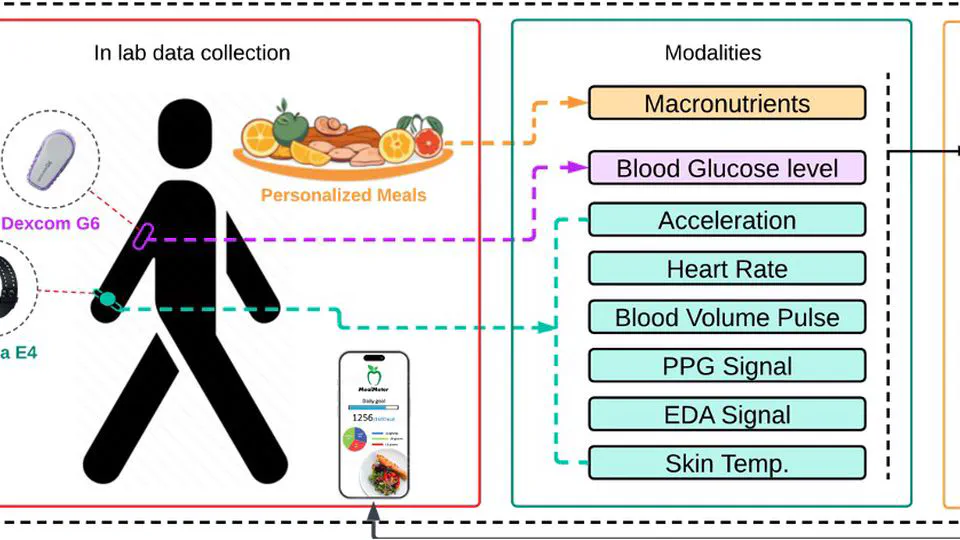 In lab data collection
Personalized Meals
Dexcom G6
a E4
MealMeter
Daily goal
1256
Modalities
Macronutrients
Blood Glucose level
Acceleration
Heart Rate
Blood Volume Pulse
PPG Signal
EDA Signal
Skin Temp.